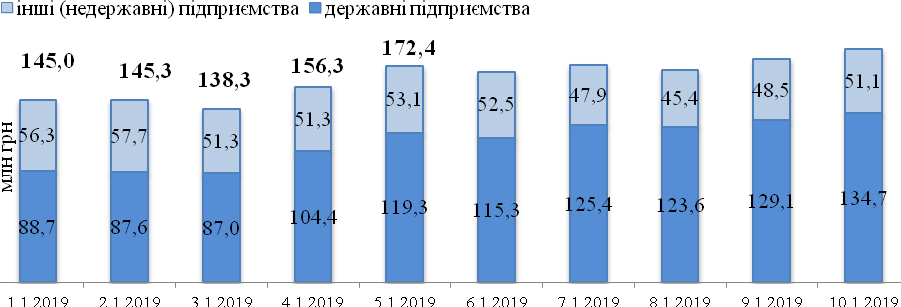 інші (недержавні) підприємства державні підприємства
145,0 145,3 138,3 156,3 172,4
56,3 57,7 51,3 51,3 53,1 52,5 47,9 45,4 48,5 51,1
млн грн
88,7 87,6 87,0 104,4 119,3 115,3 125,4 123,6 129,1 134,7
1 1 2019 2 1 2019 3 1 2019 4 1 2019 5 1 2019 6 1 2019 7 1 2019 8 1 2019 9 1 2019 10 1 2019